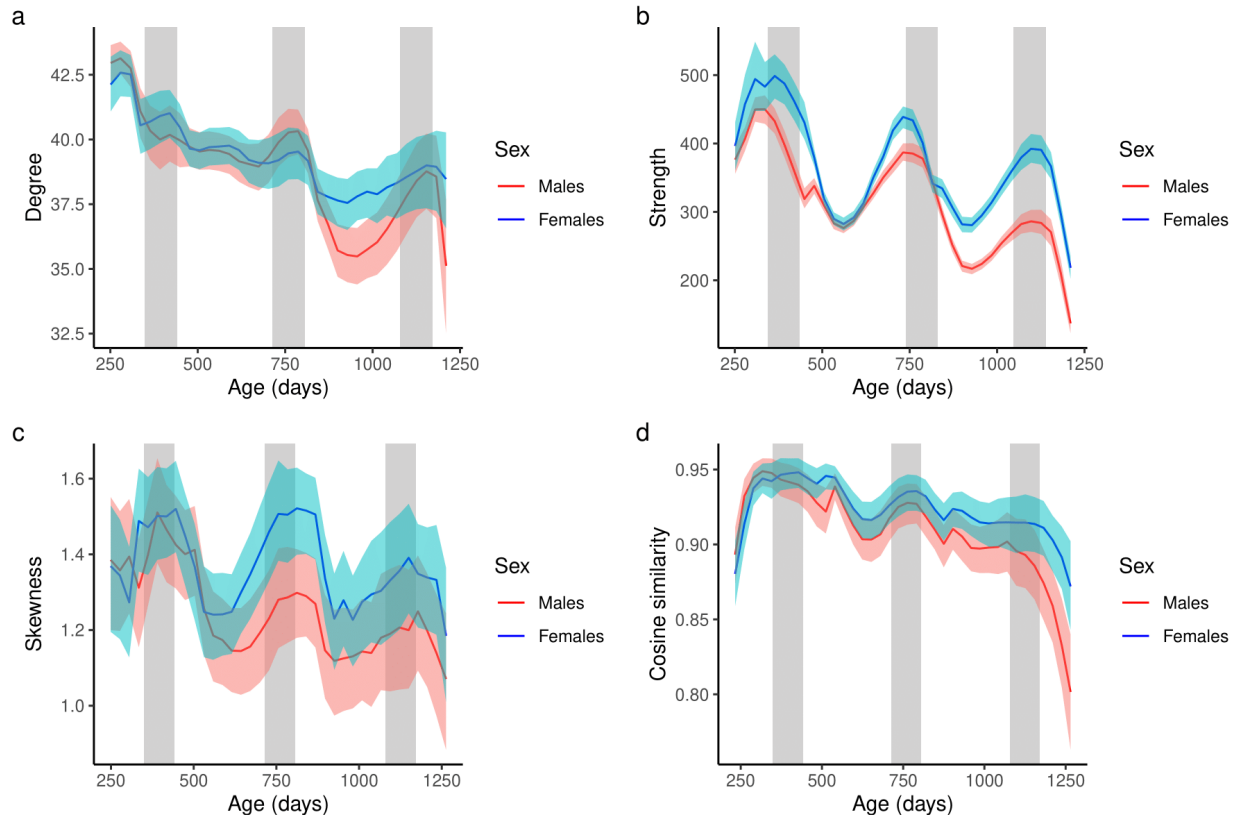 a
42.5
40.0
37.5
35.0
32.5
Degree
250 500 750 1000 1250
Age (days)
Sex
Males
Females
b
500
400
300
200
Strength
250 500 750 1000
Age (days)
Sex
Males
Females
c
1.6
1.4
1.2
1.0
Skewness
250 500 750 1000 1250
Age (days)
Sex
Males
Females
d
0.95
0.90
0.85
0.80
Cosine similarity
250 500 750 1000 1250
Age (days)
Sex
Males
Females